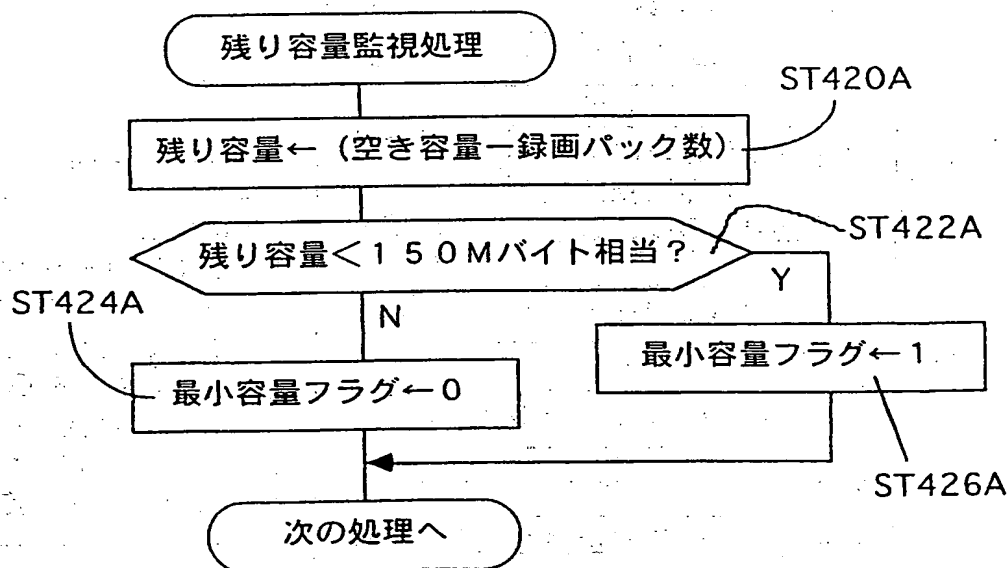 残り容量監視処理
ST420A
残り容量←（空き容量ー録画パック数）
ST422A
残り容量＜１５０Mバイト相当？
Y
ST424A
N
最小容量フラグ←１
最小容量フラグ←０
ST426A
次の処理へ